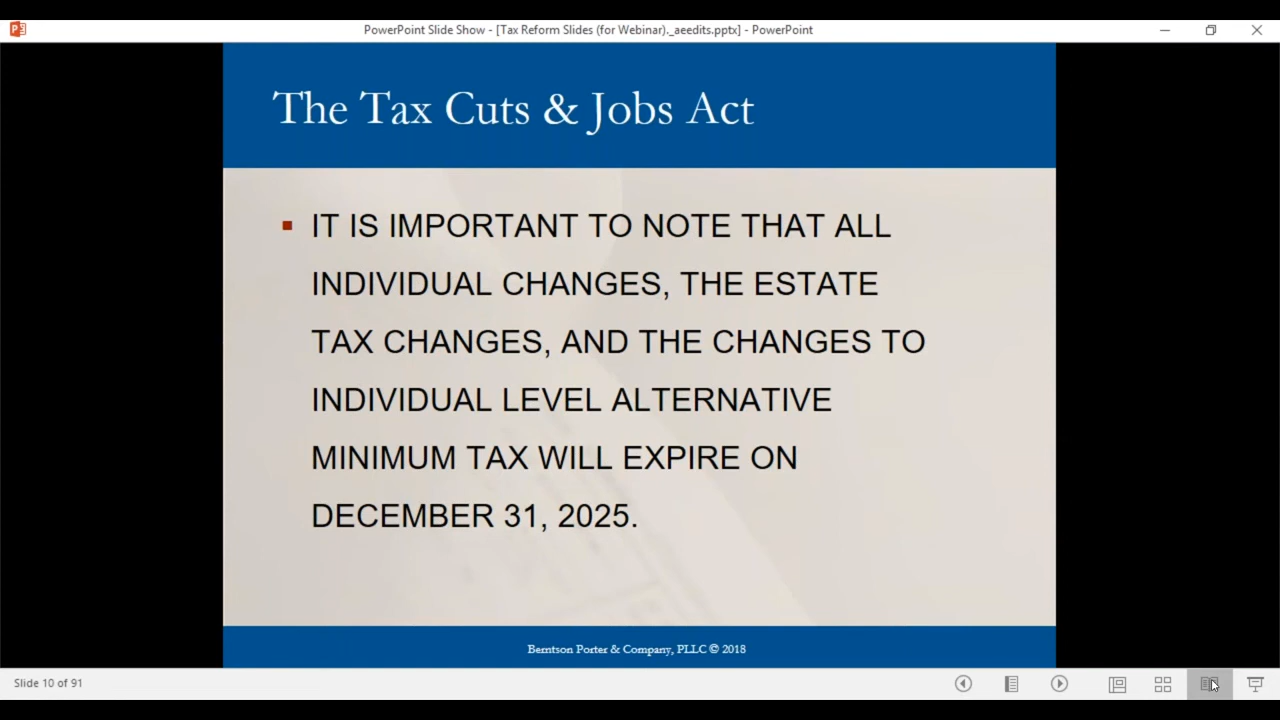 PowerPoint Slide Show - [Tax Reform Slides (for Webinar)._aeedits.pptx] - PowerPoint
The Tax Cuts & Jobs Act
IT IS IMPORTANT TO NOTE THAT ALL
INDIVIDUAL CHANGES, THE ESTATE
TAX CHANGES, AND THE CHANGES TO
INDIVIDUAL LEVEL ALTERNATIVE
MINIMUM TAX WILL EXPIRE ON
DECEMBER 31, 2025.
Berntson Porter & Company, PLLC © 2018
Slide 10 of 91